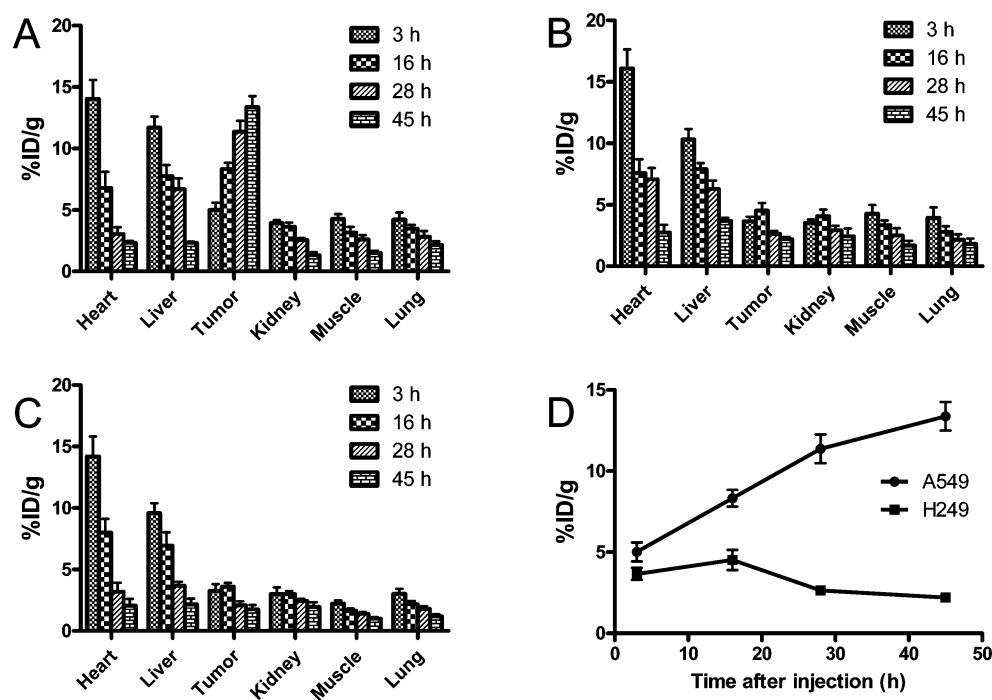 A
%ID/g
20
15
10
5
0
3 h
16 h
28 h
45 h
Heart
Liver
Tumor
Kidney
Muscle
Lung
B
%ID/g
20
15
10
5
0
3 h
16 h
28 h
45 h
Heart
Liver
Tumor
Kidney
Muscle
Lung
C
%ID/g
20
15
10
5
0
3 h
16 h
28 h
45 h
Heart
Liver
Tumor
Kidney
Muscle
Lung
D
%ID/g
15
10
5
0
A549
H249
0 10 20 30 40 50
Time after injection (h)